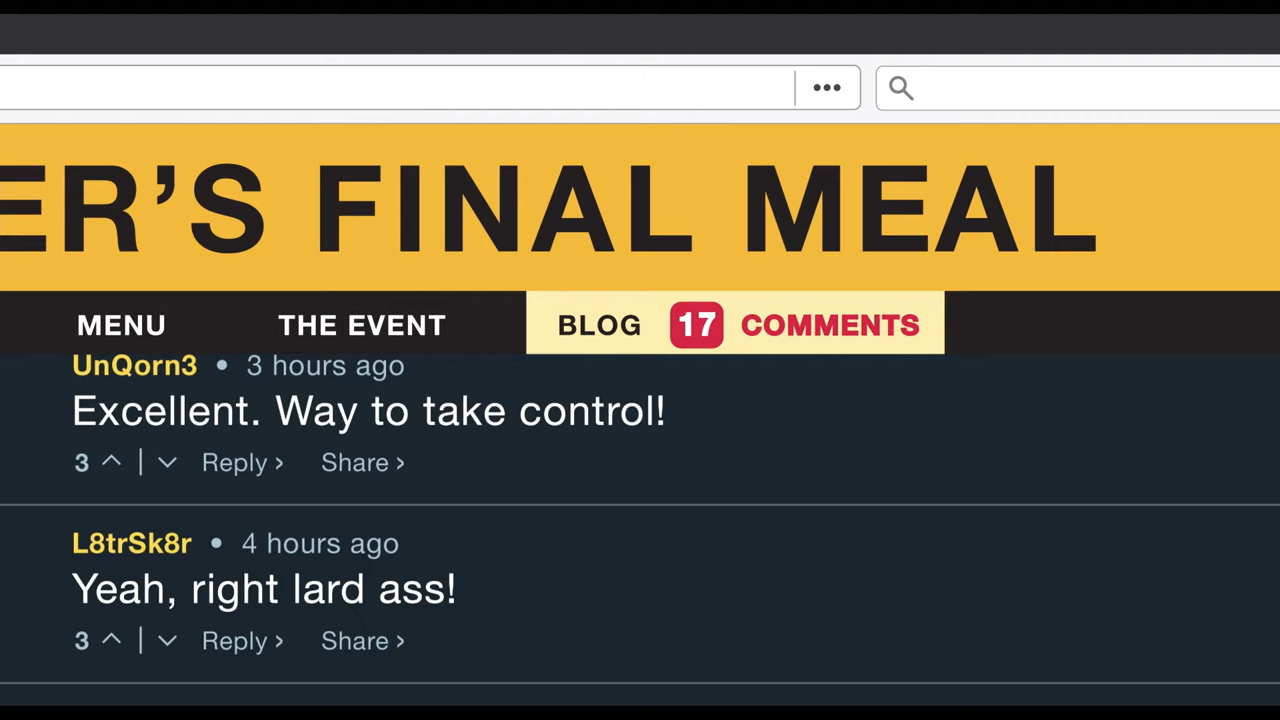 ER'S FINAL MEAL
MENU THE EVENT BLOG 17 COMMENTS
UnQorn3 • 3 hours ago
Excellent. Way to take control!
3 | Reply › Share ›
L8trSk8r • 4 hours ago
Yeah, right lard ass!
3 | Reply › Share ›